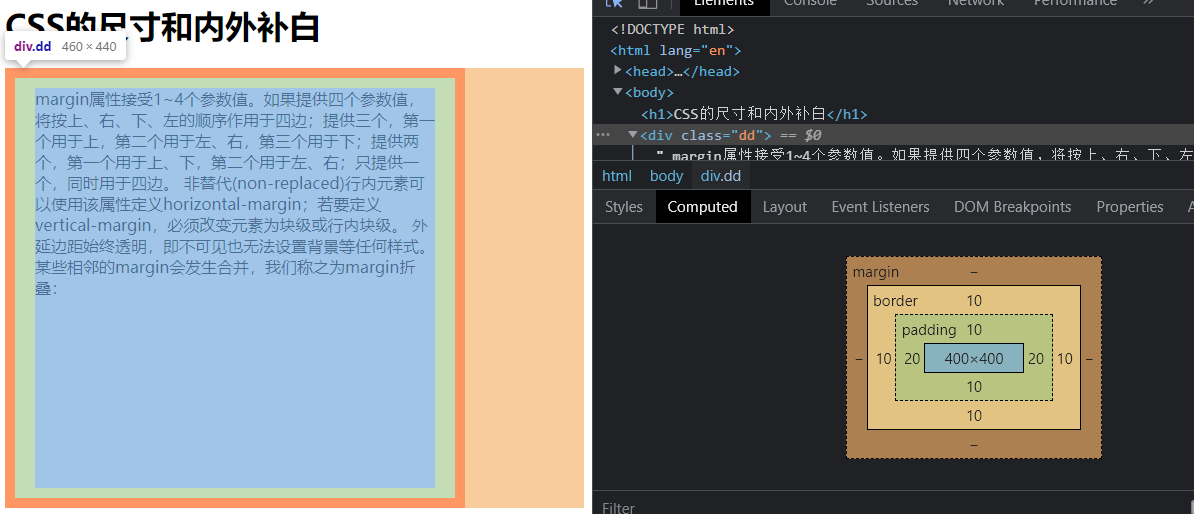 CSS的尺寸和内外补白
div.dd 460 × 440
margin属性接受1~4个参数值。如果提供四个参数值，
将按上、右、下、左的顺序作用于四边；提供三个，第一
个用于上，第二个用于左、右，第三个用于下；提供两
个，第一个用于上、下，第二个用于左、右；只提供一
个，同时用于四边。 非替代(non-replaced)行内元素可
以使用该属性定义horizontal-margin；若要定义
vertical-margin，必须改变元素为块级或行内块级。 外
延边距始终透明，即不可见也无法设置背景等任何样式。
某些相邻的margin会发生合并，我们称之为margin折
叠：
Elements Console Sources Network Performance »
<!DOCTYPE html>
<html lang="en">
<head>…</head>
<body>
<h1>CSS的尺寸和内外补白</h1>
<div class="dd"> == $0
" margin属性接受1~4个参数值。如果提供四个参数值，将按上、右、下、左
html body div.dd
Styles Computed Layout Event Listeners DOM Breakpoints Properties A
margin –
border 10
padding 10
– 10 20 400×400 20 10 –
10
10
–
Filter